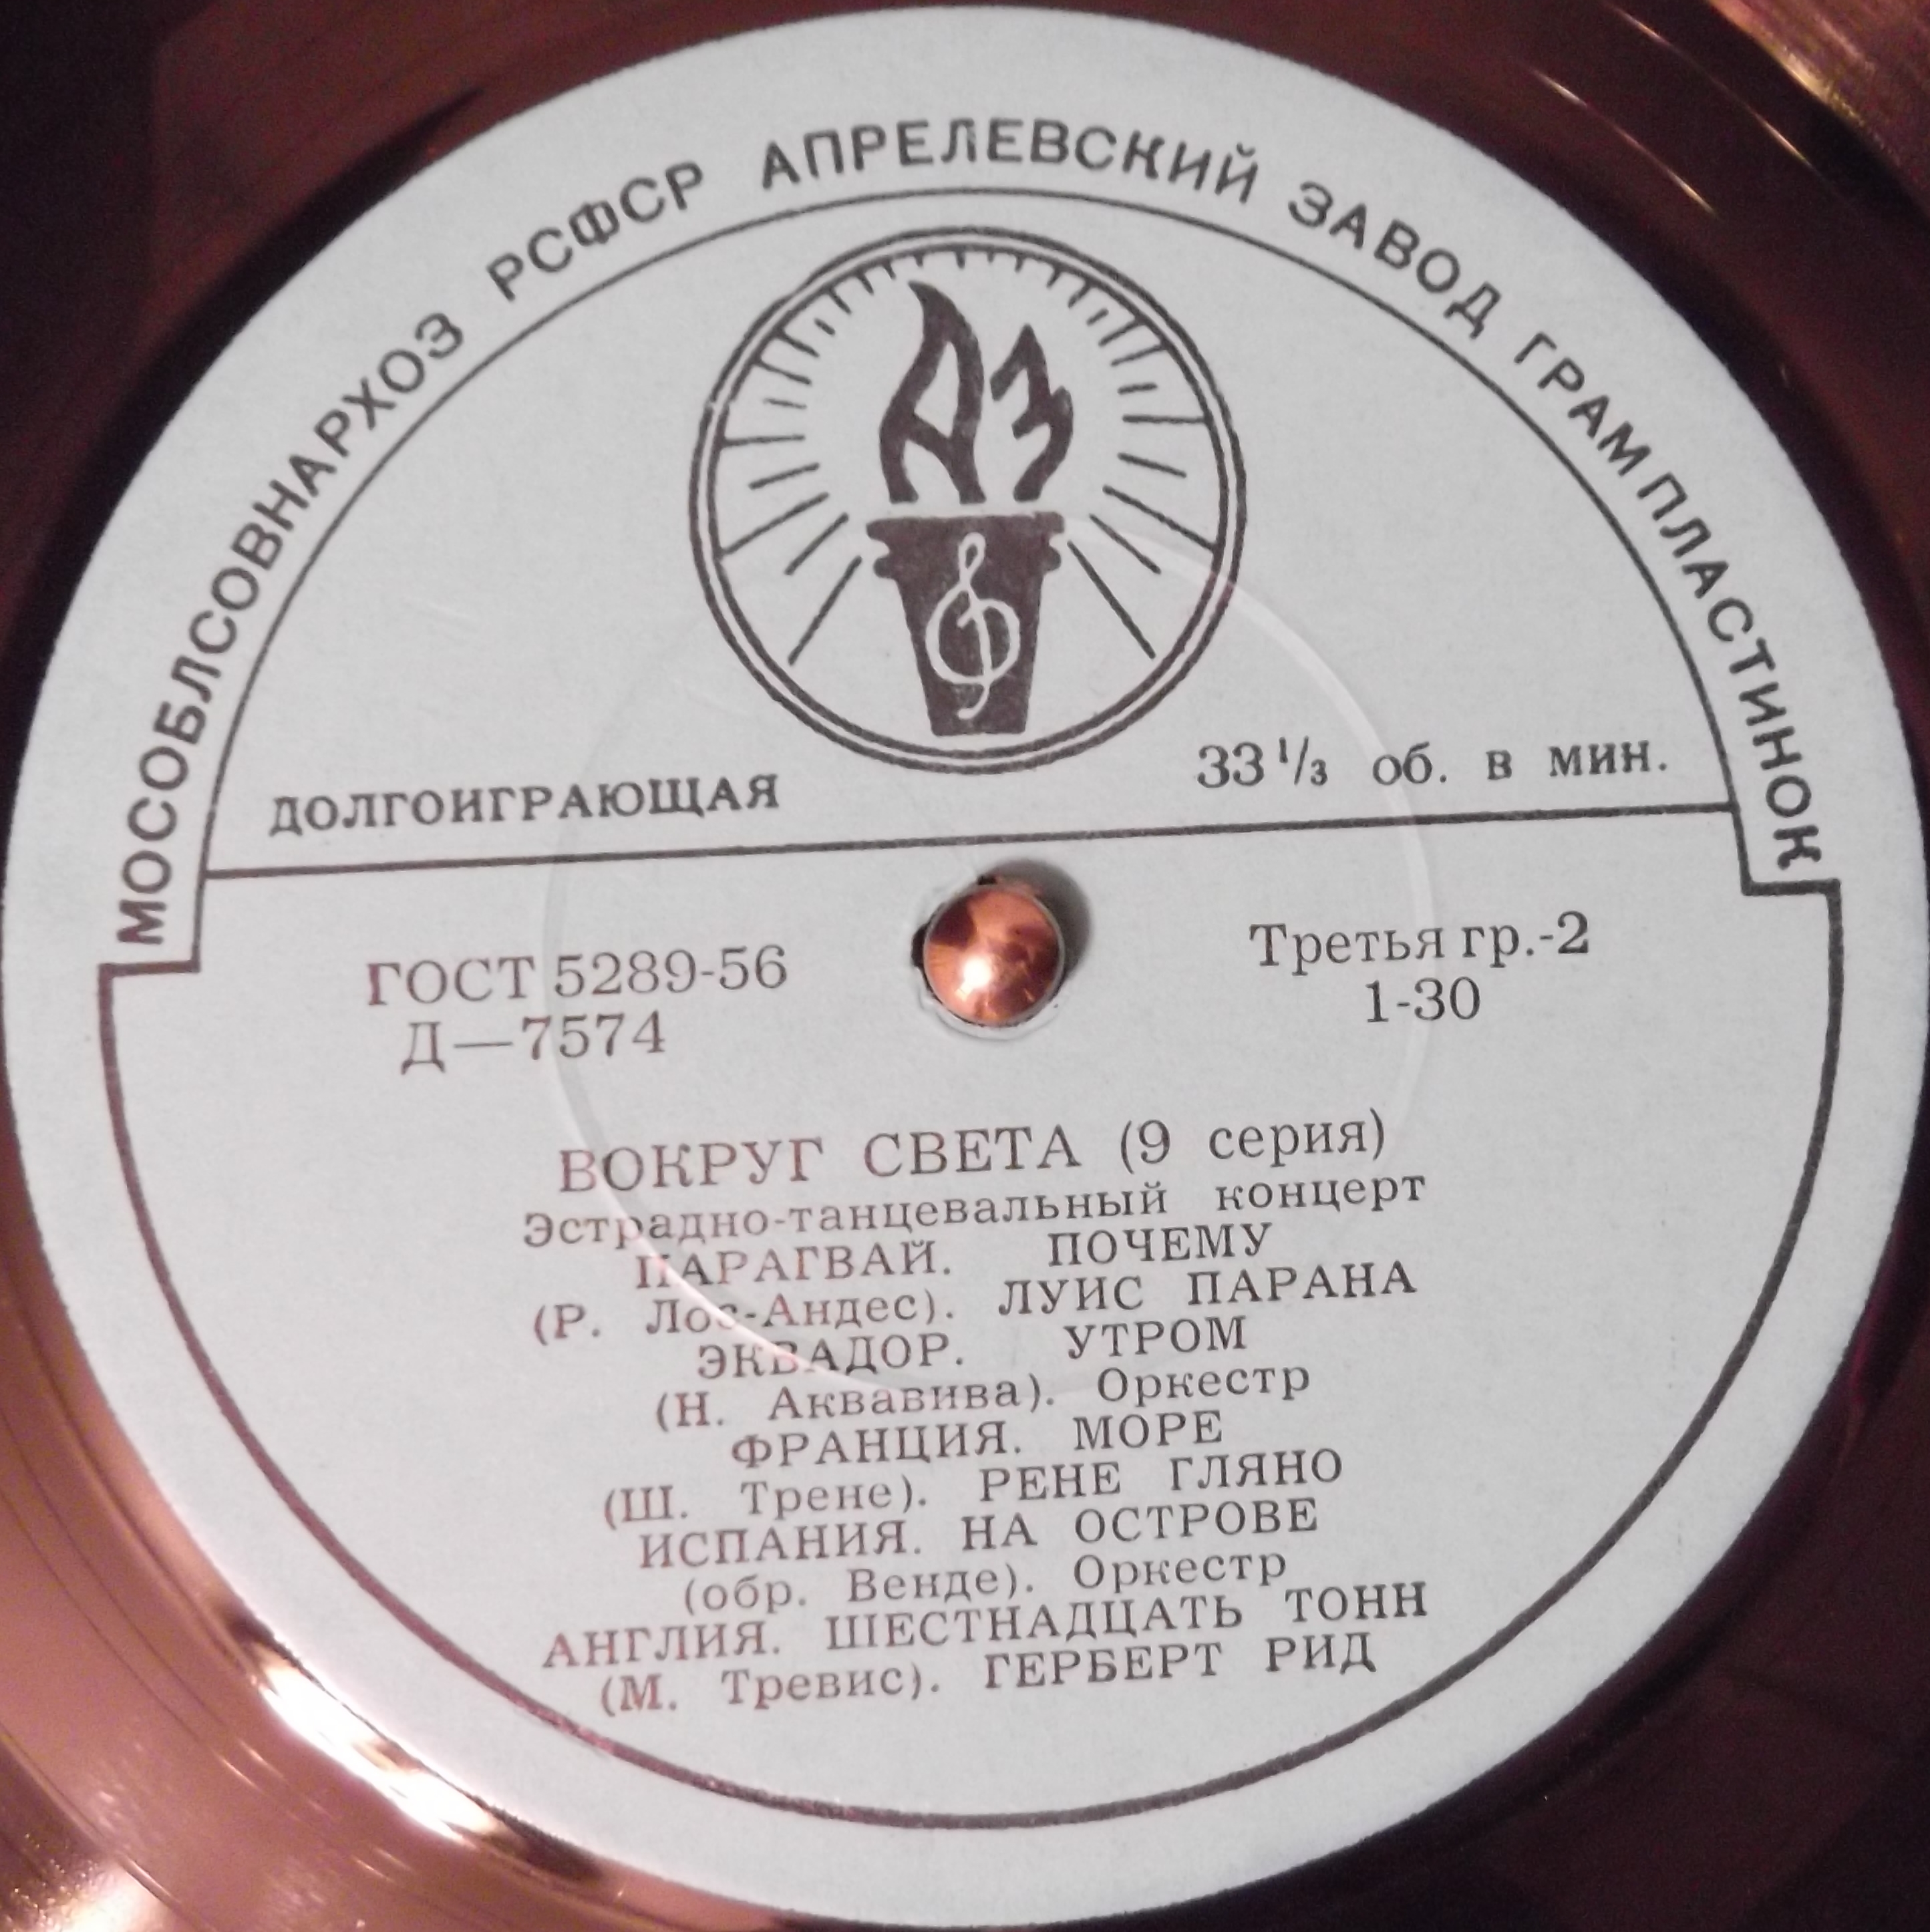 МОСОБЛСОВНАРХОЗ РСФСР АПРЕЛЕВСКИЙ ЗАВОД ГРАМПЛАСТИНОК
АЗ
ДОЛГОИГРАЮЩАЯ
33 1/3 об. в мин.
ГОСТ 5289-56
Д—7574
Третья гр.-2
1-30
ВОКРУГ СВЕТА (9 серия)
Эстрадно-танцевальный концерт
ПАРАГВАЙ. ПОЧЕМУ
(Р. Лос-Андес). ЛУИС ПАРАНА
ЭКВАДОР. УТРОМ
(Н. Аквавива). Оркестр
ФРАНЦИЯ. МОРЕ
(Ш. Трене). РЕНЕ ГЛЯНО
ИСПАНИЯ. НА ОСТРОВЕ
(обр. Венде). Оркестр
АНГЛИЯ. ШЕСТНАДЦАТЬ ТОНН
(М. Тревис). ГЕРБЕРТ РИД